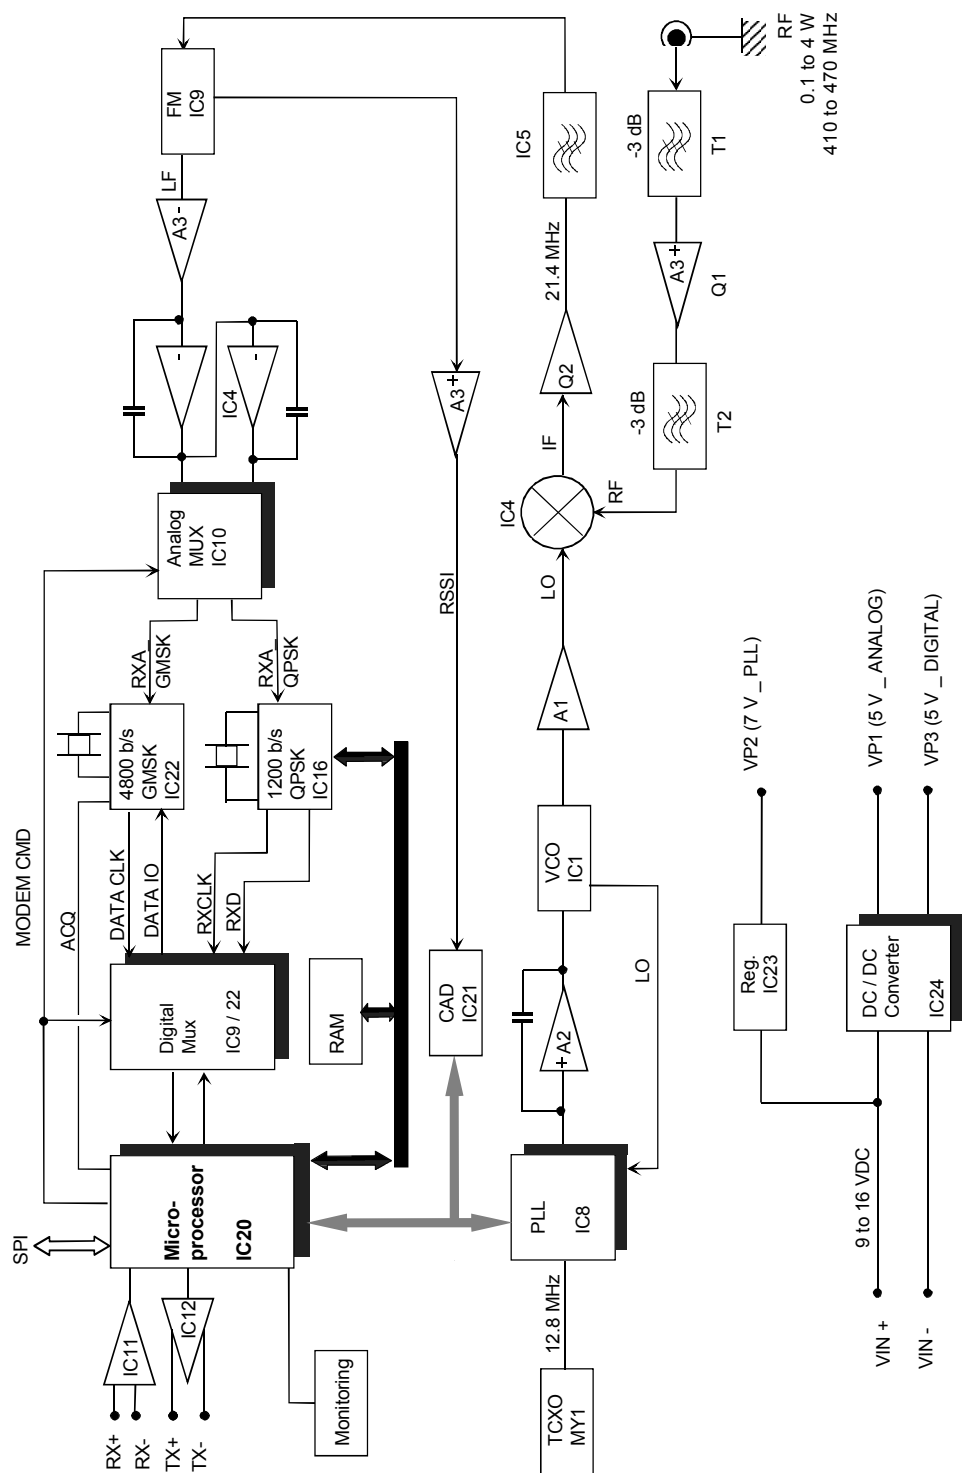 RX+
RX-
TX+
TX-
IC11
IC12
SPI
Micro-
processor
IC20
Monitoring
MODEM CMD
ACQ
DATA CLK
DATA IO
RXCLK
RXD
Digital
Mux
IC9 / 22
RAM
4800 b/s
GMSK
IC22
1200 b/s
QPSK
IC16
RXA_
GMSK
RXA_
QPSK
Analog
MUX
IC10
-
-
IC4
A3 -
LF
FM
IC9
CAD
IC21
RSSI
A3 +
TCXO
MY1
12.8 MHz
PLL
IC8
+ A2
VCO
IC1
LO
A1
LO
IC4
IF
RF
Q2
21.4 MHz
IC5
-3 dB
T2
A3 +
Q1
-3 dB
T1
RF
0.1 to 4 W
410 to 470 MHz
VIN +
VIN -
9 to 16 VDC
Reg.
IC23
DC / DC
Converter
IC24
VP2 (7 V _ PLL)
VP1 (5 V _ ANALOG)
VP3 (5 V _ DIGITAL)